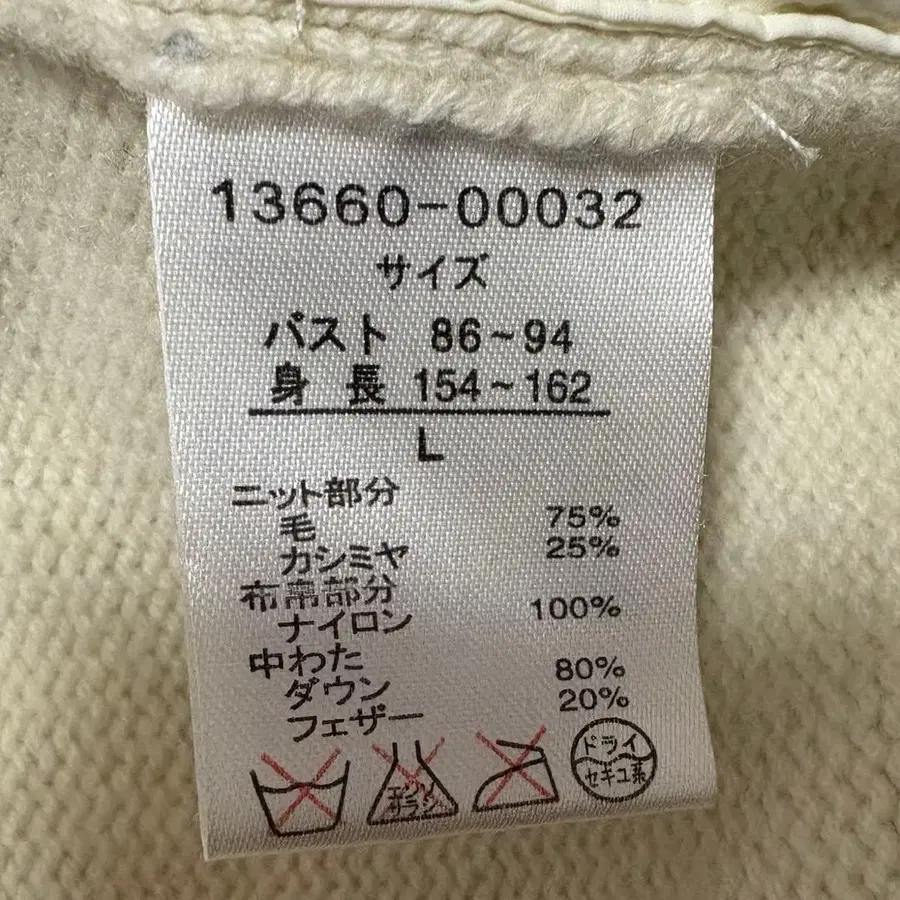 13660-00032
サイズ
バスト 86～94
身長 154～162
L
ニット部分
毛 75%
カシミヤ 25%
布帛部分
ナイロン 100%
中わた
ダウン 80%
フェザー 20%
エンソ
サラシ
ドライ
セキユ系